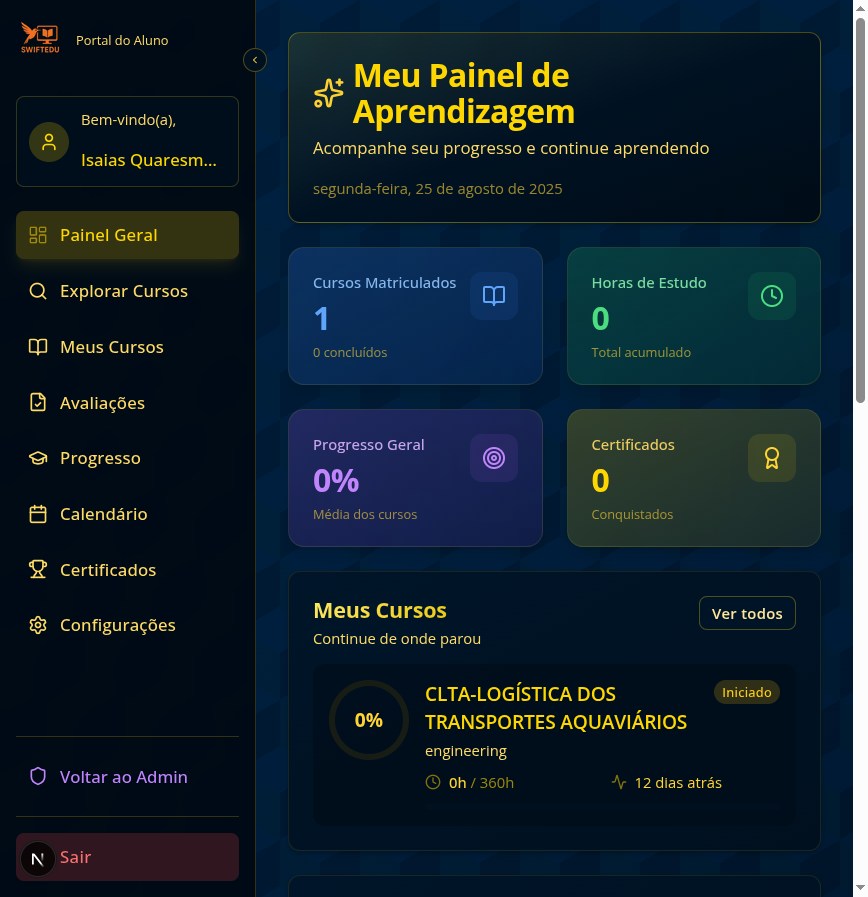 SWIFTEDU
Portal do Aluno
Bem-vindo(a),
Isaias Quaresm...
Painel Geral
Explorar Cursos
Meus Cursos
Avaliações
Progresso
Calendário
Certificados
Configurações
Voltar ao Admin
N
Sair
Meu Painel de
Aprendizagem
Acompanhe seu progresso e continue aprendendo
segunda-feira, 25 de agosto de 2025
Cursos Matriculados
1
0 concluídos
Horas de Estudo
0
Total acumulado
Progresso Geral
0%
Média dos cursos
Certificados
0
Conquistados
Meus Cursos
Continue de onde parou
Ver todos
0%
CLTA-LOGÍSTICA DOS
TRANSPORTES AQUAVIÁRIOS
Iniciado
engineering
0h / 360h
12 dias atrás